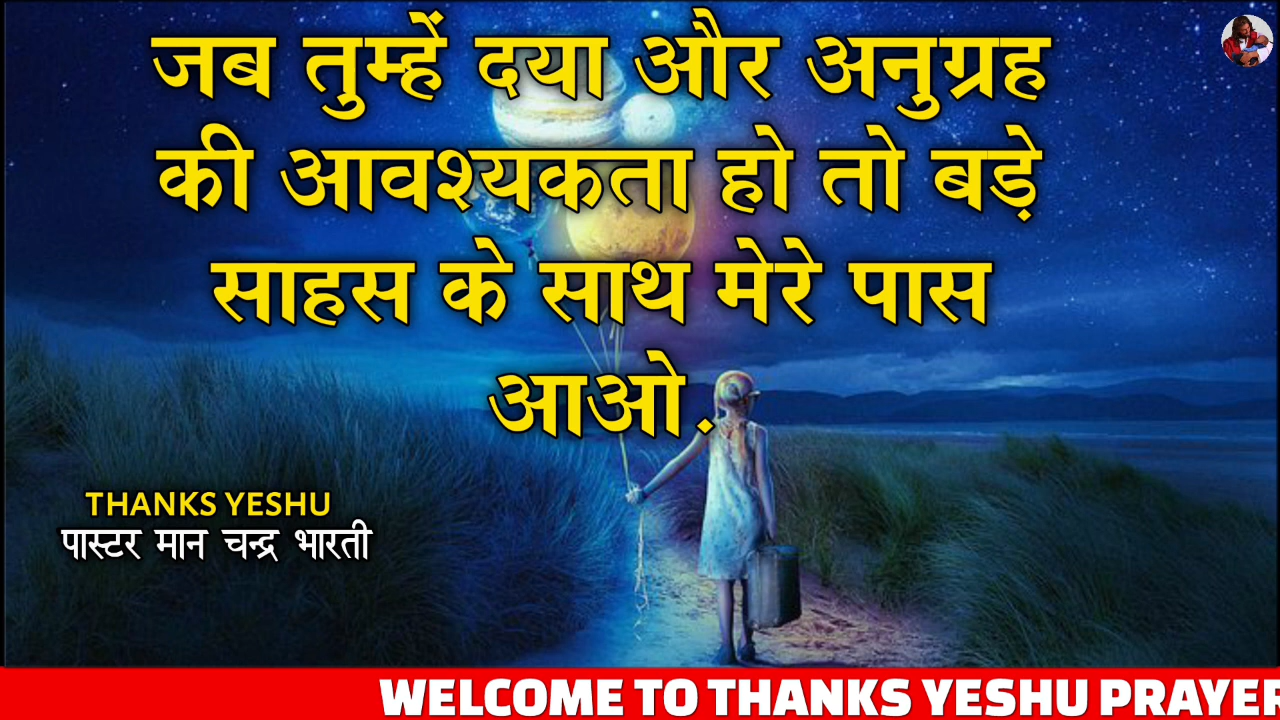 जब तुम्हें दया और अनुग्रह
की आवश्यकता हो तो बड़े
साहस के साथ मेरे पास
आओ.
THANKS YESHU
पास्टर मान चन्द्र भारती
WELCOME TO THANKS YESHU PRAYER